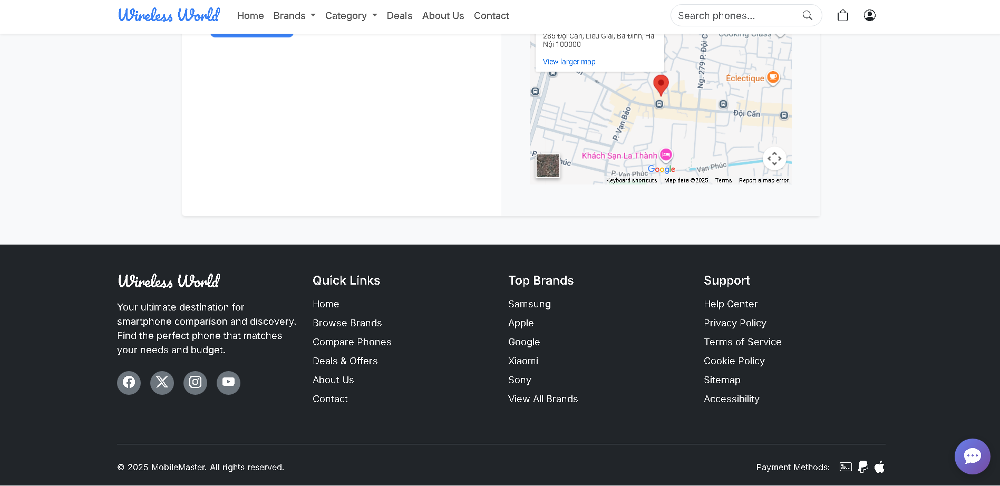 Wireless World
Home Brands Category Deals About Us Contact
Search phones...
285 Đội Cấn, Liễu Giai, Ba Đình, Hà
Nội 100000
View larger map
Cooking Class
Ng. 279 P. Đội C
Éclectique
Đội Cấn
P. Vạn Bảo
Khách Sạn La Thành
P. Vạn Phúc
Vạn Phúc
Google
Keyboard shortcuts Map data ©2025 Terms Report a map error
Wireless World
Your ultimate destination for
smartphone comparison and discovery.
Find the perfect phone that matches
your needs and budget.
Quick Links
Home
Browse Brands
Compare Phones
Deals & Offers
About Us
Contact
Top Brands
Samsung
Apple
Google
Xiaomi
Sony
View All Brands
Support
Help Center
Privacy Policy
Terms of Service
Cookie Policy
Sitemap
Accessibility
© 2025 MobileMaster. All rights reserved.
Payment Methods: